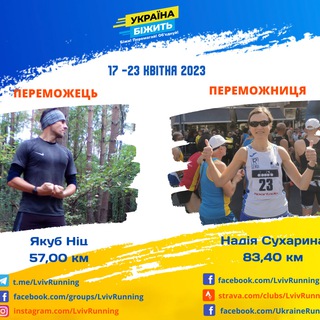 УКРАЇНА
БІЖИТЬ
17 -23 КВІТНЯ 2023
ПЕРЕМОЖЕЦЬ
ПЕРЕМОЖНИЦЯ
23
Якуб Ніц
57,00 км
Надія Сухарина
83,40 км
t.me/LvivRunning
facebook.com/groups/LvivRunning
instagram.com/LvivRunning
facebook.com/LvivRunning
strava.com/clubs/LvivRunnin
facebook.com/UkraineRun